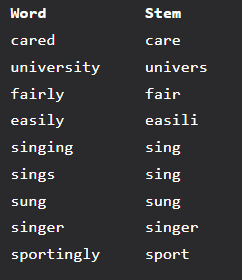 Word Stem
cared care
university univers
fairly fair
easily easili
singing sing
sings sing
sung sung
singer singer
sportingly sport